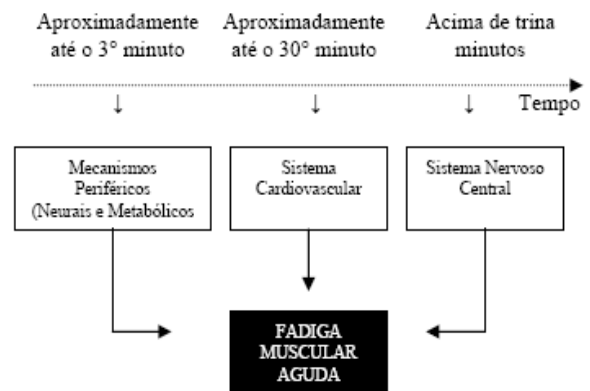 Aproximadamente
até o 3° minuto
Aproximadamente
até o 30° minuto
Acima de trina
minutos
Tempo
Mecanismos
Periféricos
(Neurais e Metabólicos
Sistema
Cardiovascular
Sistema Nervoso
Central
FADIGA
MUSCULAR
AGUDA